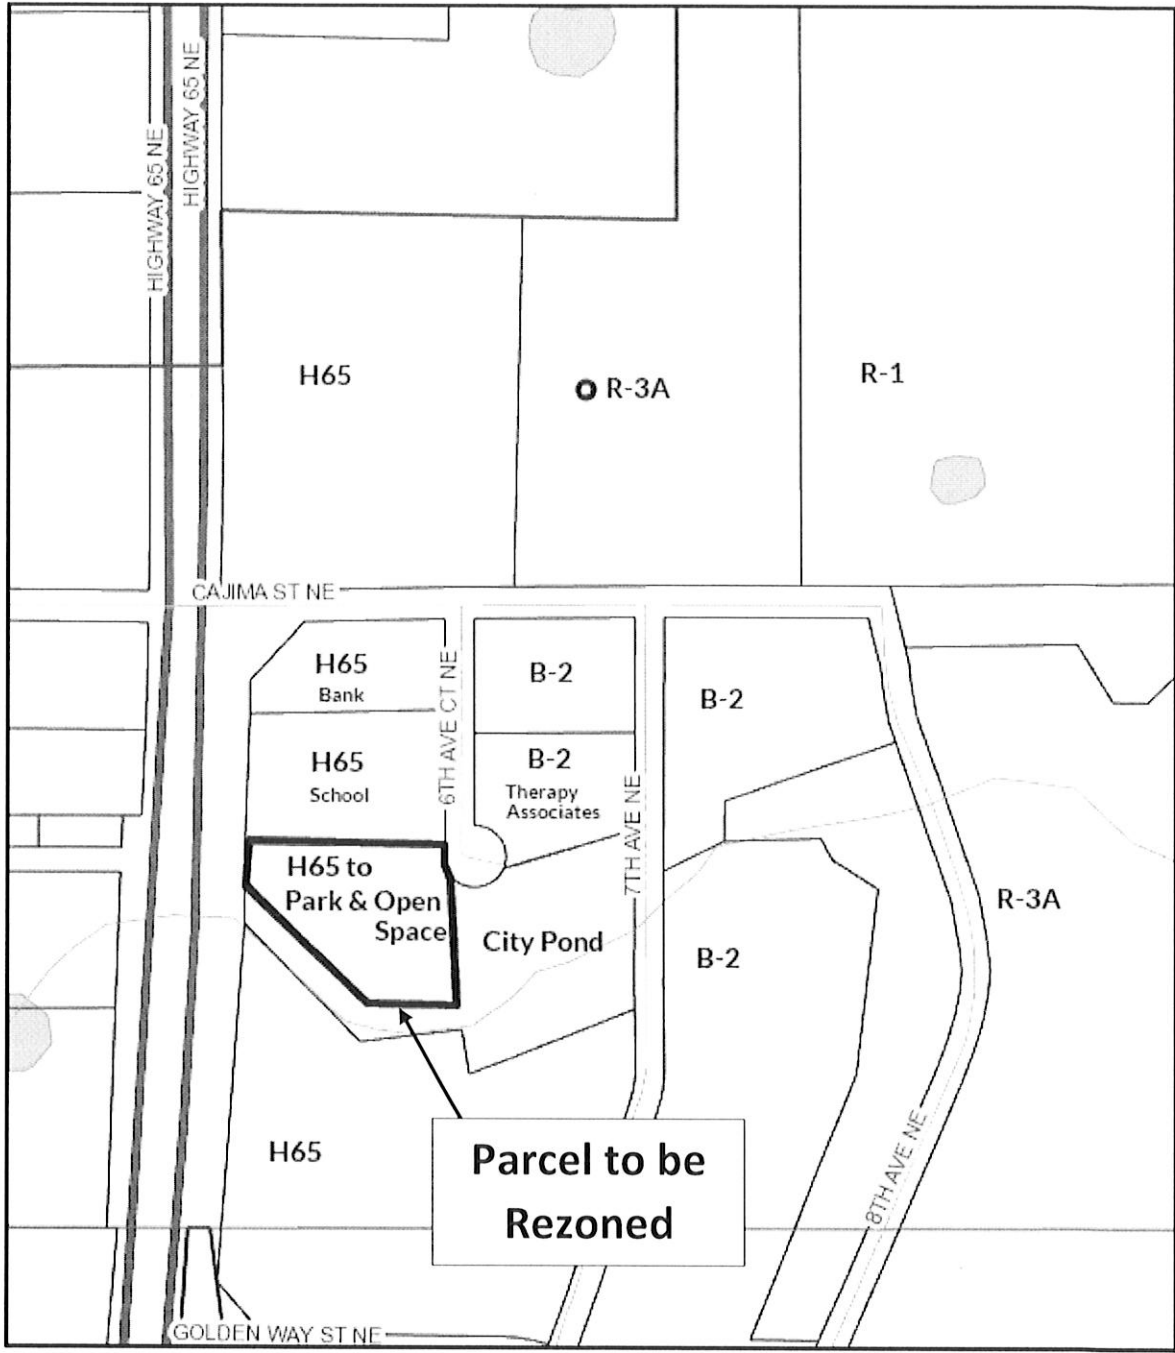 HIGHWAY 65 NE
HIGHWAY 65 NE
H65
R-3A
R-1
CAJIMA ST NE
H65
Bank
6TH AVE CT NE
B-2
B-2
H65
School
B-2
Therapy
Associates
7TH AVE NE
H65 to
Park & Open
Space
City Pond
B-2
R-3A
H65
Parcel to be
Rezoned
8TH AVE NE
GOLDEN WAY ST NE